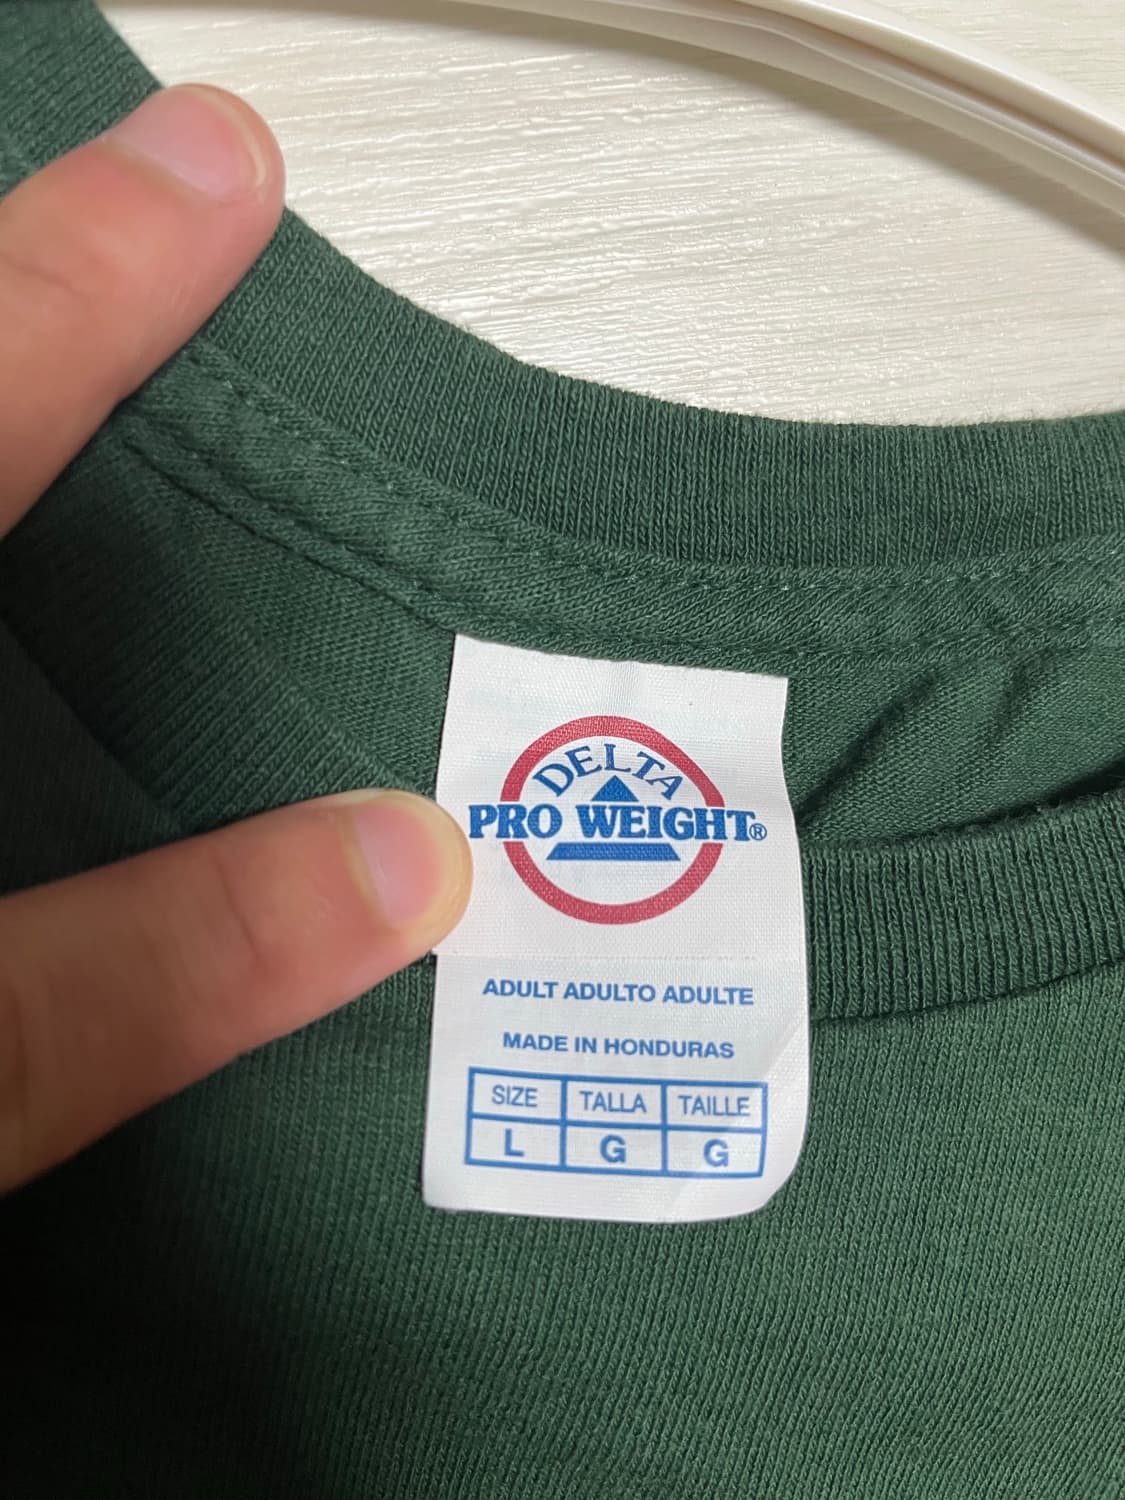 DELTA
PRO WEIGHT®
ADULT ADULTO ADULTE
MADE IN HONDURAS
SIZE TALLA TAILLE
L G G